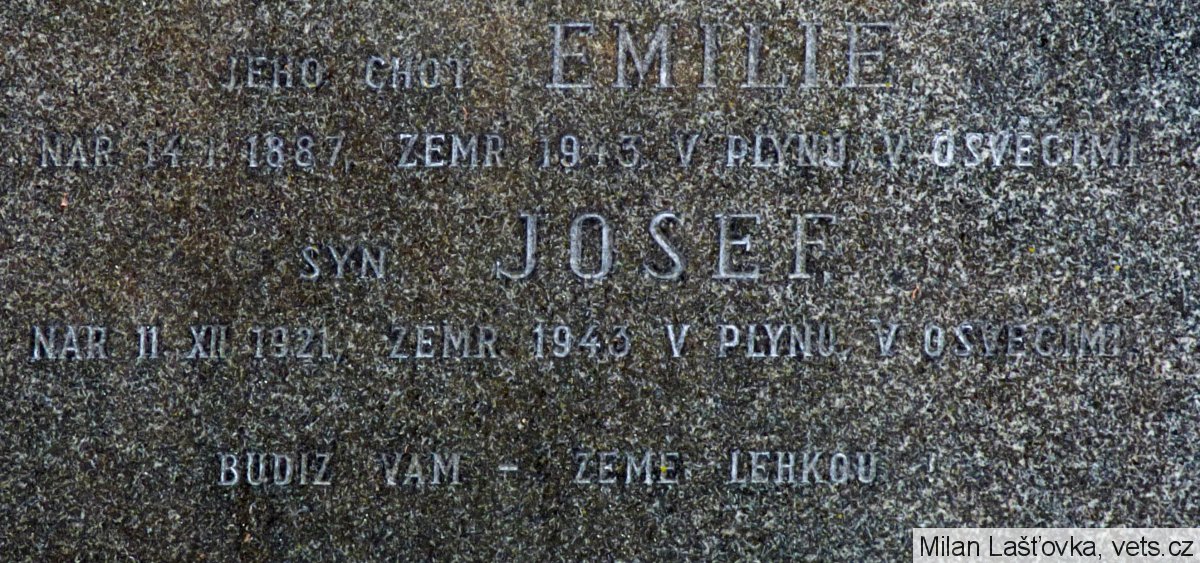 JEHO CHOŤ EMILIE
NAR. 14. I. 1887, ZEMŘ. 1943 V PLYNU, V OSVĚČIMI.
SYN JOSEF
NAR. 11. XII. 1921, ZEMŘ. 1943 V PLYNU, V OSVĚČIMI.
BUDIŽ VÁM - ZEMĚ LEHKOU!
Milan Lašťovka, vets.cz